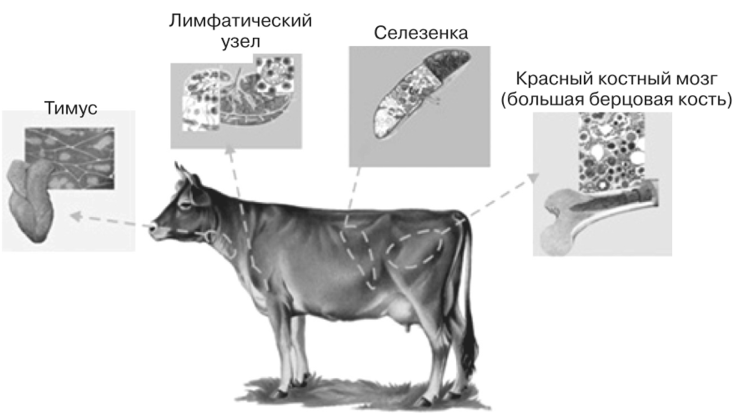 Лимфатический
узел
Селезенка
Красный костный мозг
(большая берцовая кость)
Тимус